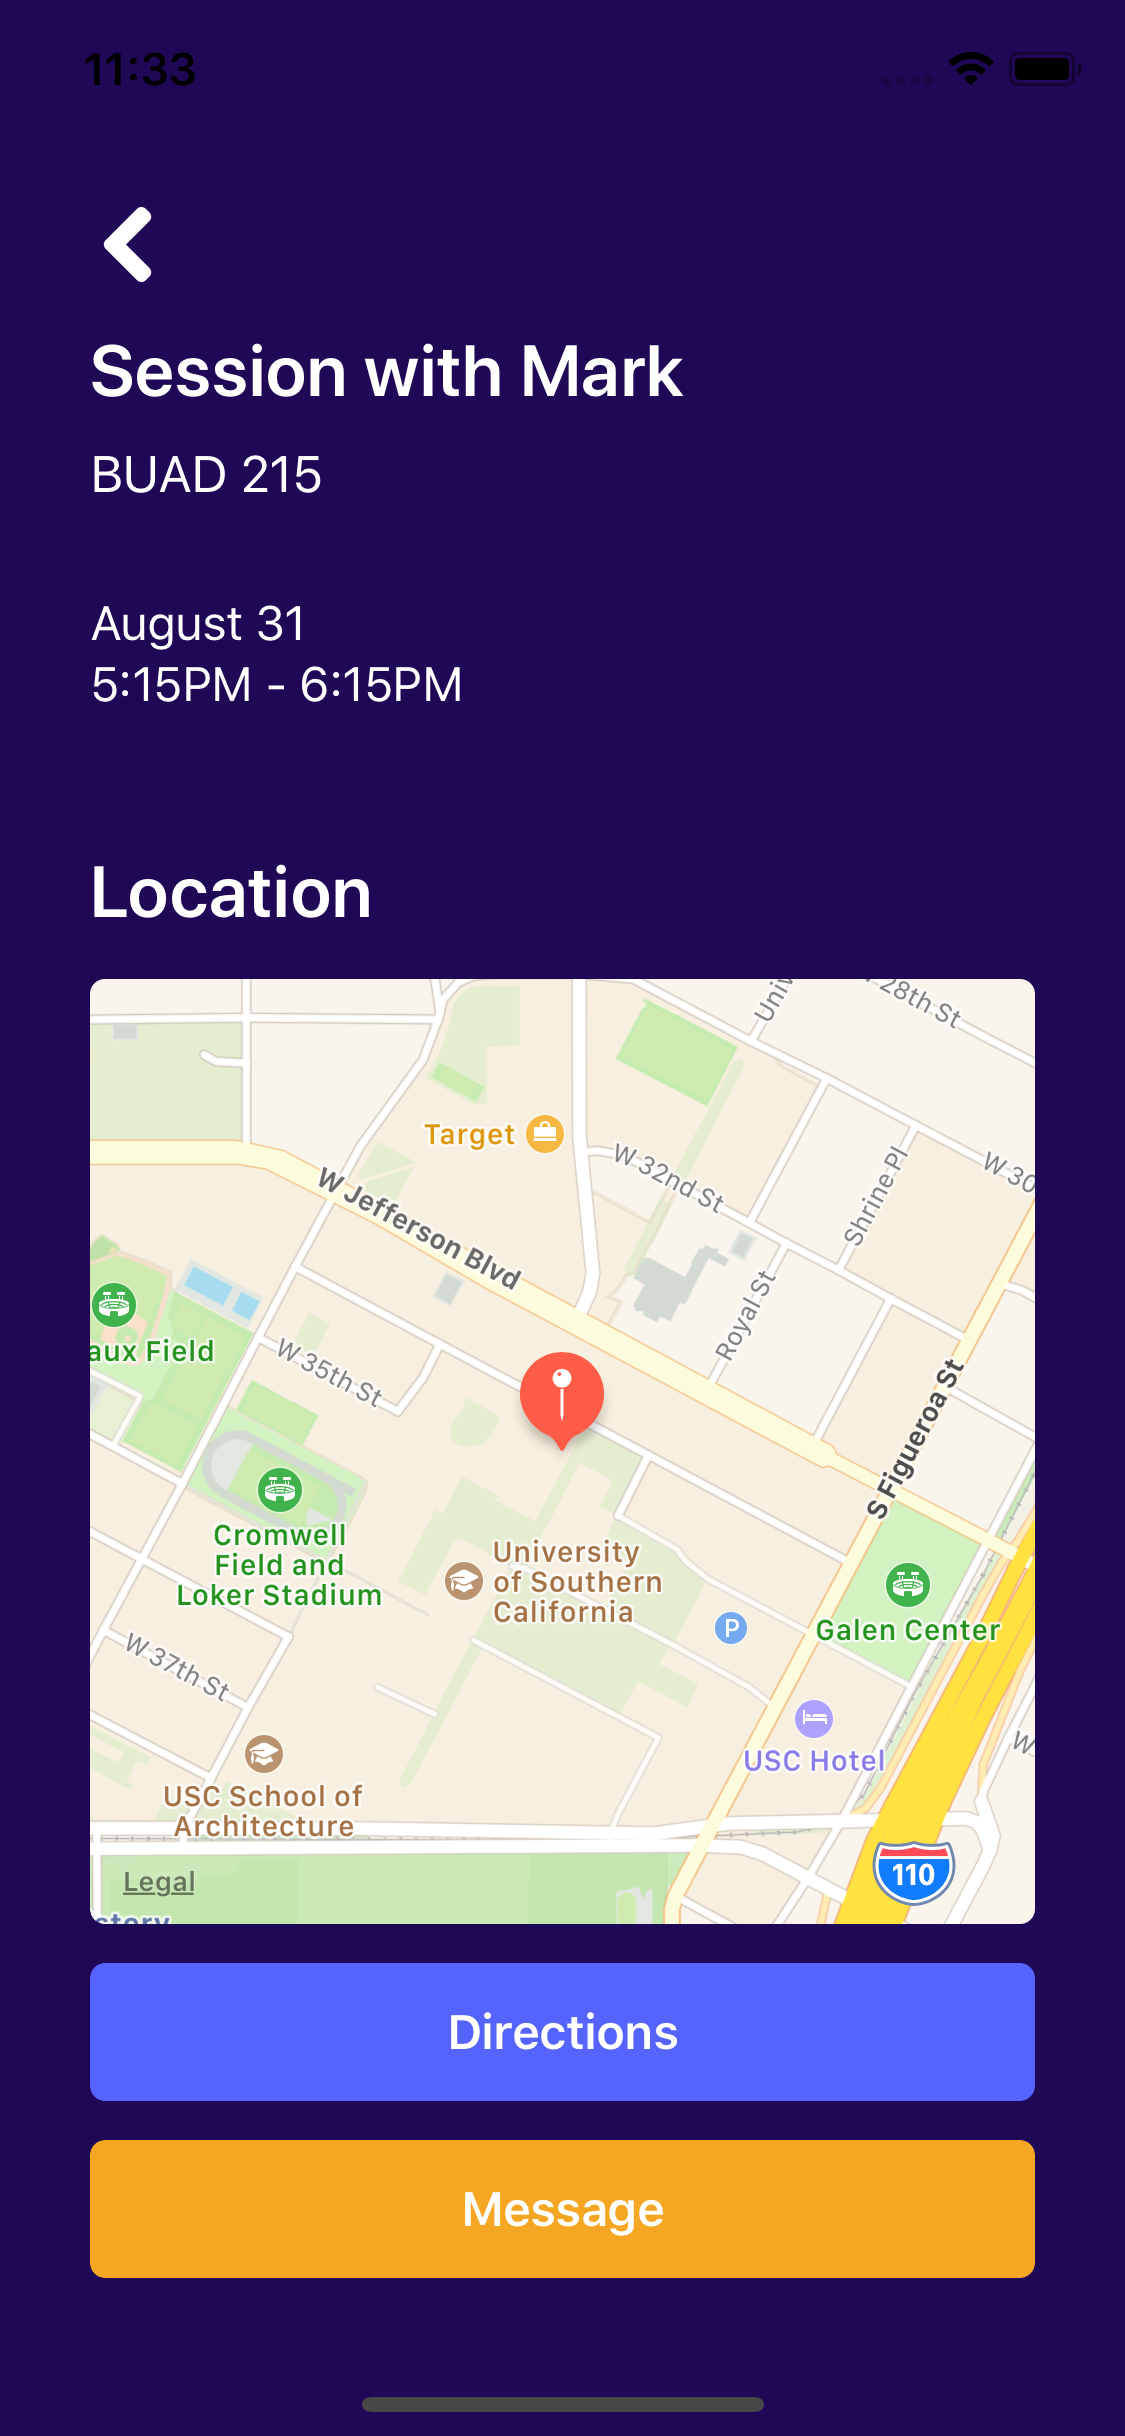 11:33
Session with Mark
BUAD 215
August 31
5:15PM - 6:15PM
Location
28th St
Target
W 32nd St
Shrine Pl
W 30
W Jefferson Blvd
Royal St
aux Field
W 35th St
S Figueroa St
Cromwell
Field and
Loker Stadium
University
of Southern
California
P
Galen Center
W 37th St
USC Hotel
W
USC School of
Architecture
110
Legal
story
Directions
Message